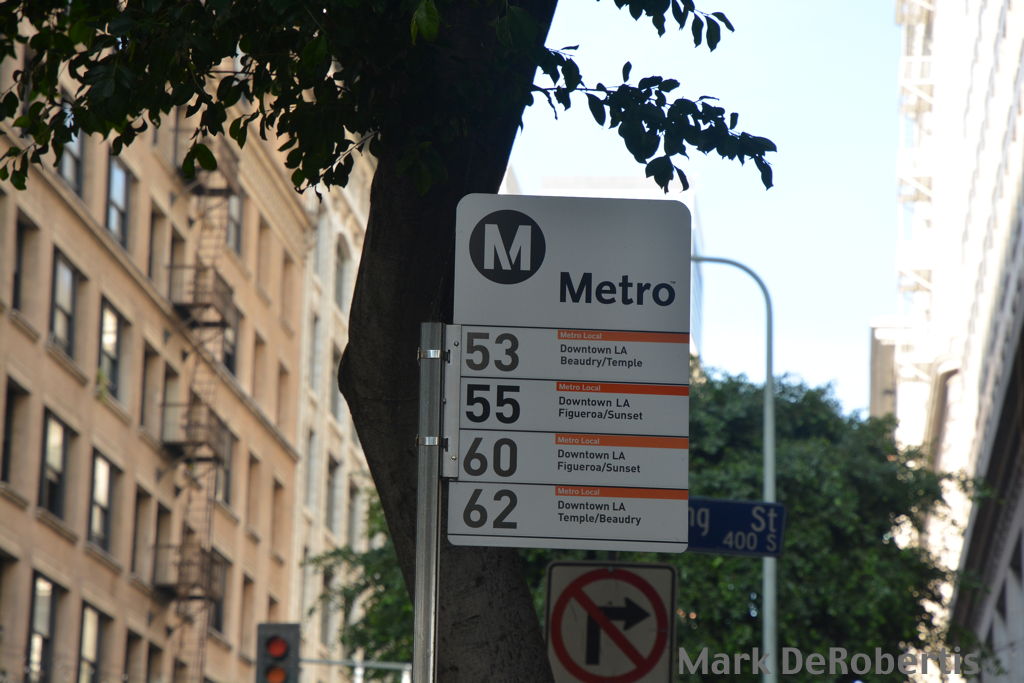 M
Metro
53
Metro Local
Downtown LA
Beaudry/Temple
55
Metro Local
Downtown LA
Figueroa/Sunset
60
Metro Local
Downtown LA
Figueroa/Sunset
62
Metro Local
Downtown LA
Temple/Beaudry
ng St
400 S
Mark DeRobertis